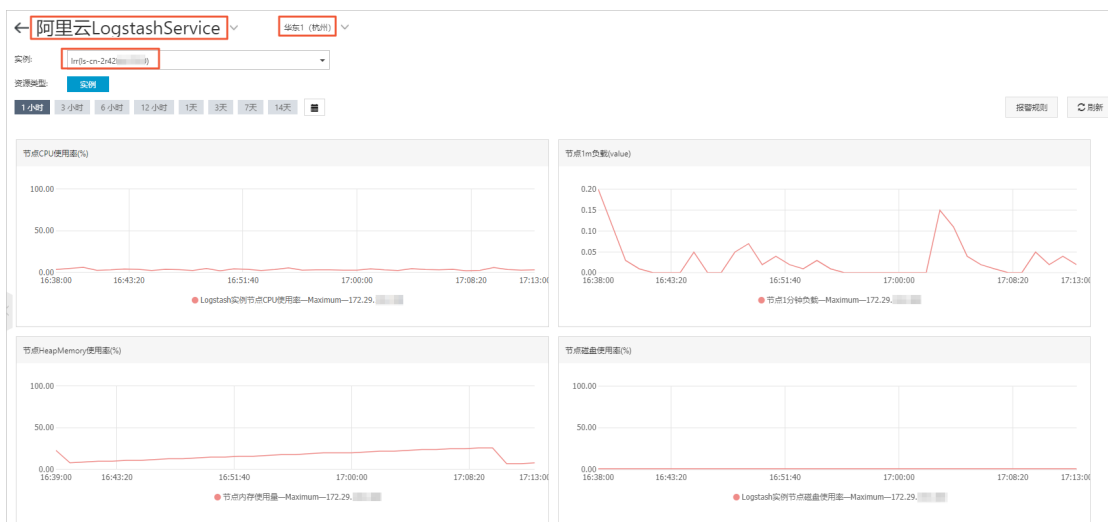 阿里云LogstashService 华东1（杭州）
实例: lrr(ls-cn-2r42
资源类型: 实例
1小时 3小时 6小时 12小时 1天 3天 7天 14天 报警规则 刷新
节点CPU使用率(%)
100.00
50.00
0.00
16:38:00 16:43:20 16:51:40 17:00:00 17:08:20 17:13:00
Logstash实例节点CPU使用率—Maximum—172.29.
节点1m负载(value)
0.20
0.15
0.10
0.05
0.00
16:38:00 16:43:20 16:51:40 17:00:00 17:08:20 17:13:00
节点1分钟负载—Maximum—172.29.
节点HeapMemory使用率(%)
100.00
50.00
0.00
16:39:00 16:43:20 16:51:40 17:00:00 17:08:20 17:13:00
节点内存使用量—Maximum—172.29.
节点磁盘使用率(%)
100.00
50.00
0.00
16:38:00 16:43:20 16:51:40 17:00:00 17:08:20 17:13:00
Logstash实例节点磁盘使用率—Maximum—172.29.